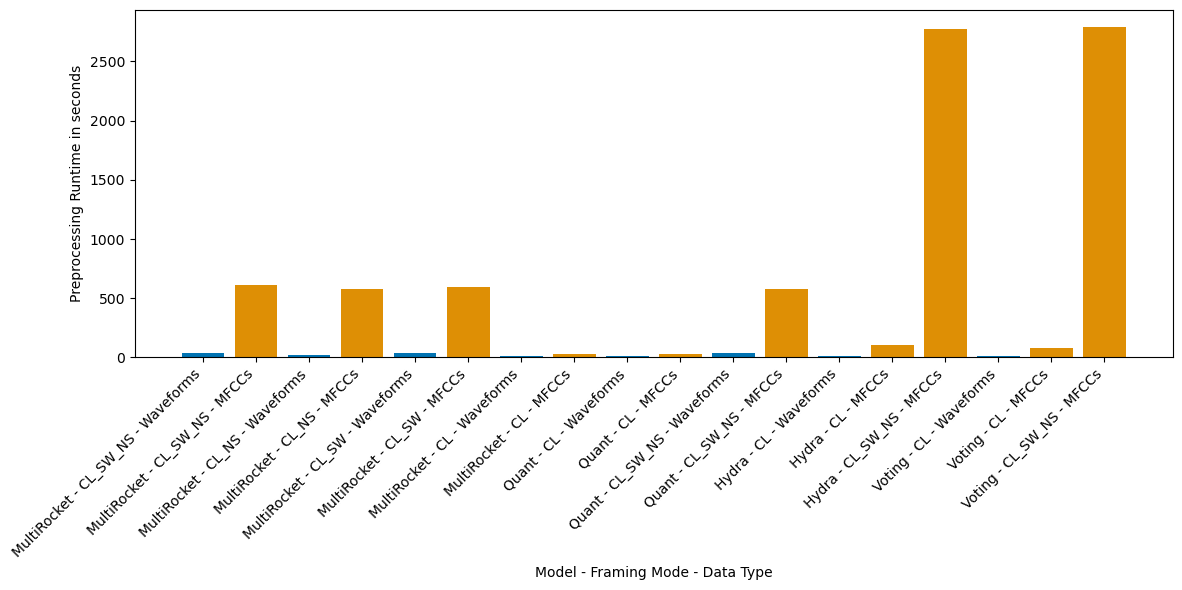 Preprocessing Runtime in seconds
2500
2000
1500
1000
500
0
MultiRocket - CL_SW_NS - Waveforms
MultiRocket - CL_SW_NS - MFCCs
MultiRocket - CL_NS - Waveforms
MultiRocket - CL_NS - MFCCs
MultiRocket - CL_SW - Waveforms
MultiRocket - CL_SW - MFCCs
MultiRocket - CL - Waveforms
MultiRocket - CL - MFCCs
Quant - CL - Waveforms
Quant - CL - MFCCs
Quant - CL_SW_NS - Waveforms
Quant - CL_SW_NS - MFCCs
Hydra - CL - Waveforms
Hydra - CL - MFCCs
Hydra - CL_SW_NS - MFCCs
Voting - CL - Waveforms
Voting - CL - MFCCs
Voting - CL_SW_NS - MFCCs
Model - Framing Mode - Data Type